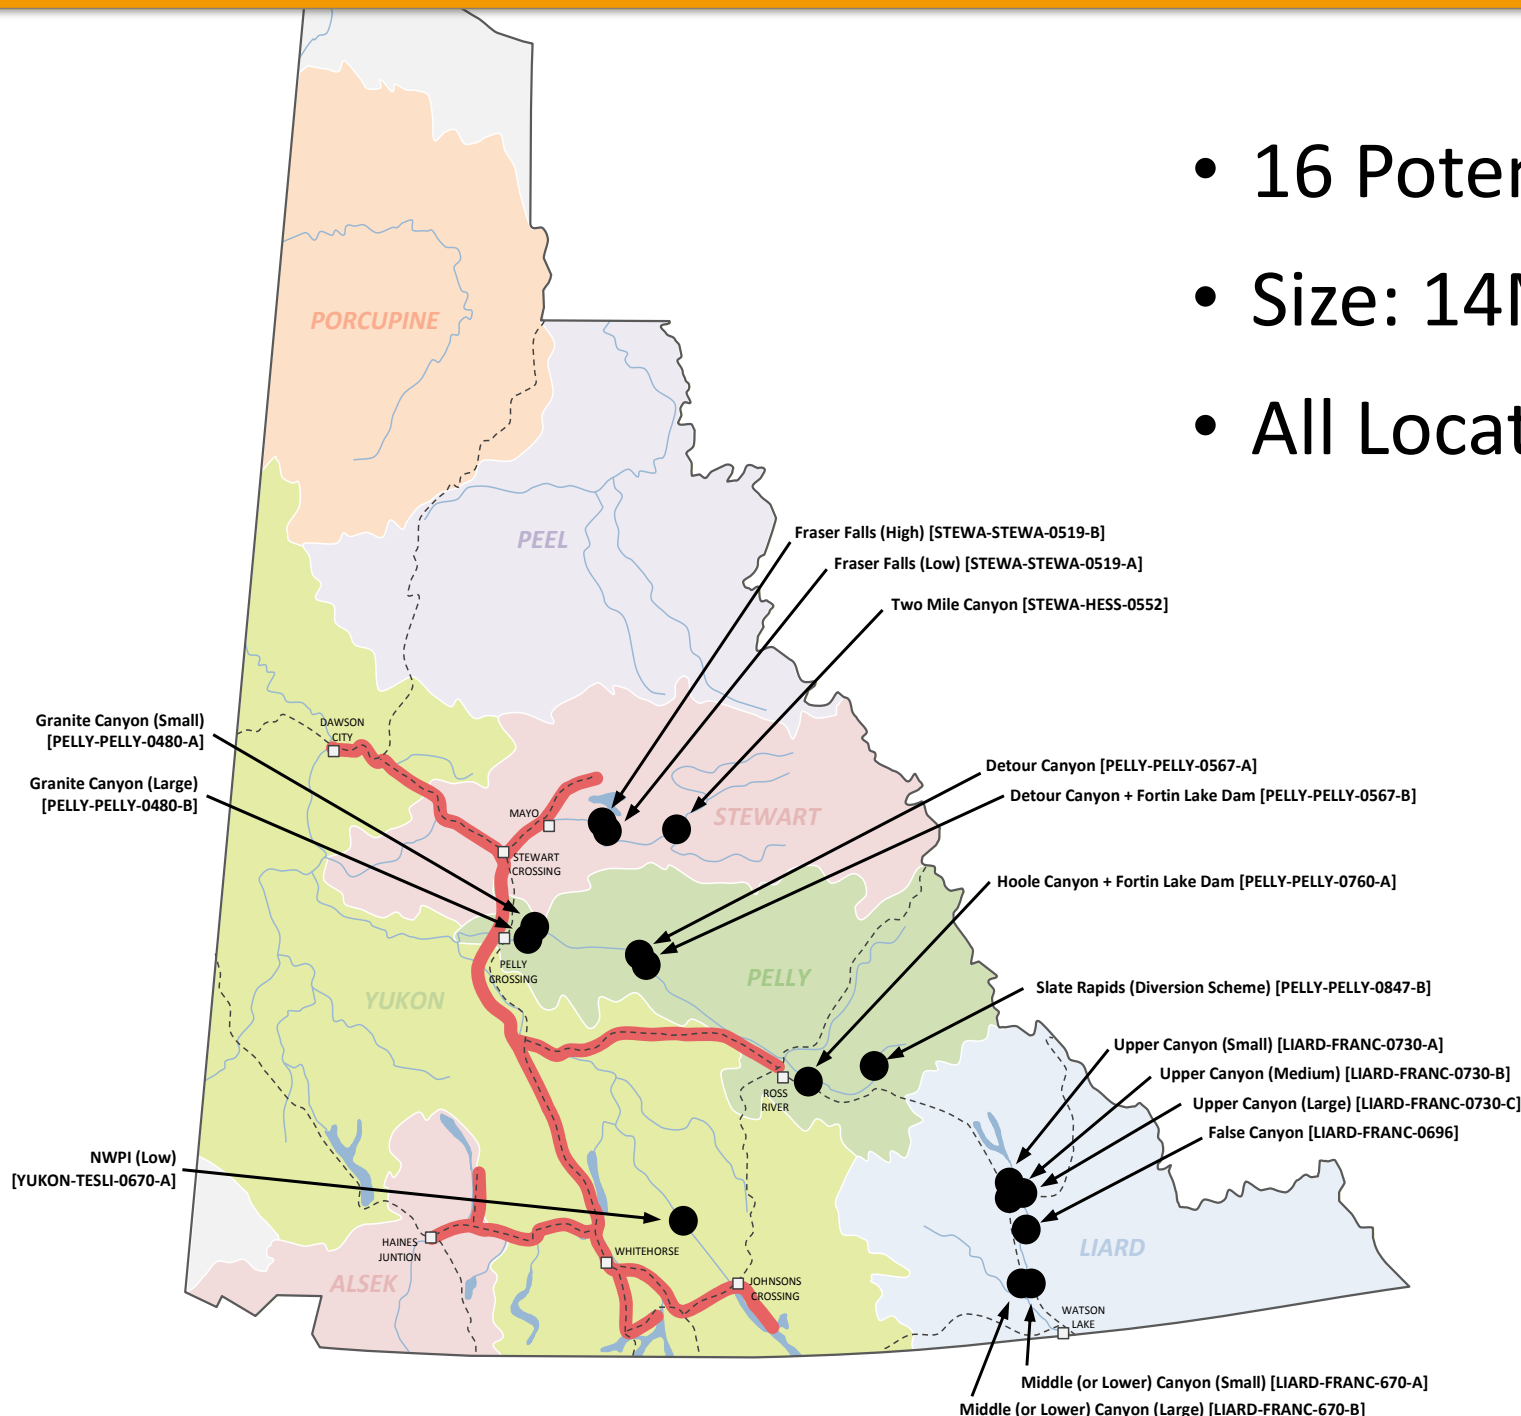 • 16 Poter
• Size: 14M
• All Locat
PORCUPINE
PEEL
Fraser Falls (High) [STEWA-STEWA-0519-B]
Fraser Falls (Low) [STEWA-STEWA-0519-A]
Two Mile Canyon [STEWA-HESS-0552]
Granite Canyon (Small)
[PELLY-PELLY-0480-A]
DAWSON
CITY
Granite Canyon (Large)
[PELLY-PELLY-0480-B]
Detour Canyon [PELLY-PELLY-0567-A]
Detour Canyon + Fortin Lake Dam [PELLY-PELLY-0567-B]
MAYO
STEWART
STEWART
CROSSING
Hoole Canyon + Fortin Lake Dam [PELLY-PELLY-0760-A]
PELLY
CROSSING
PELLY
YUKON
Slate Rapids (Diversion Scheme) [PELLY-PELLY-0847-B]
Upper Canyon (Small) [LIARD-FRANC-0730-A]
Upper Canyon (Medium) [LIARD-FRANC-0730-B]
ROSS
RIVER
Upper Canyon (Large) [LIARD-FRANC-0730-C]
False Canyon [LIARD-FRANC-0696]
NWPI (Low)
[YUKON-TESLI-0670-A]
HAINES
JUNTION
WHITEHORSE
LIARD
ALSEK
JOHNSONS
CROSSING
WATSON
LAKE
Middle (or Lower) Canyon (Small) [LIARD-FRANC-670-A]
Middle (or Lower) Canyon (Large) [LIARD-FRANC-670-B]